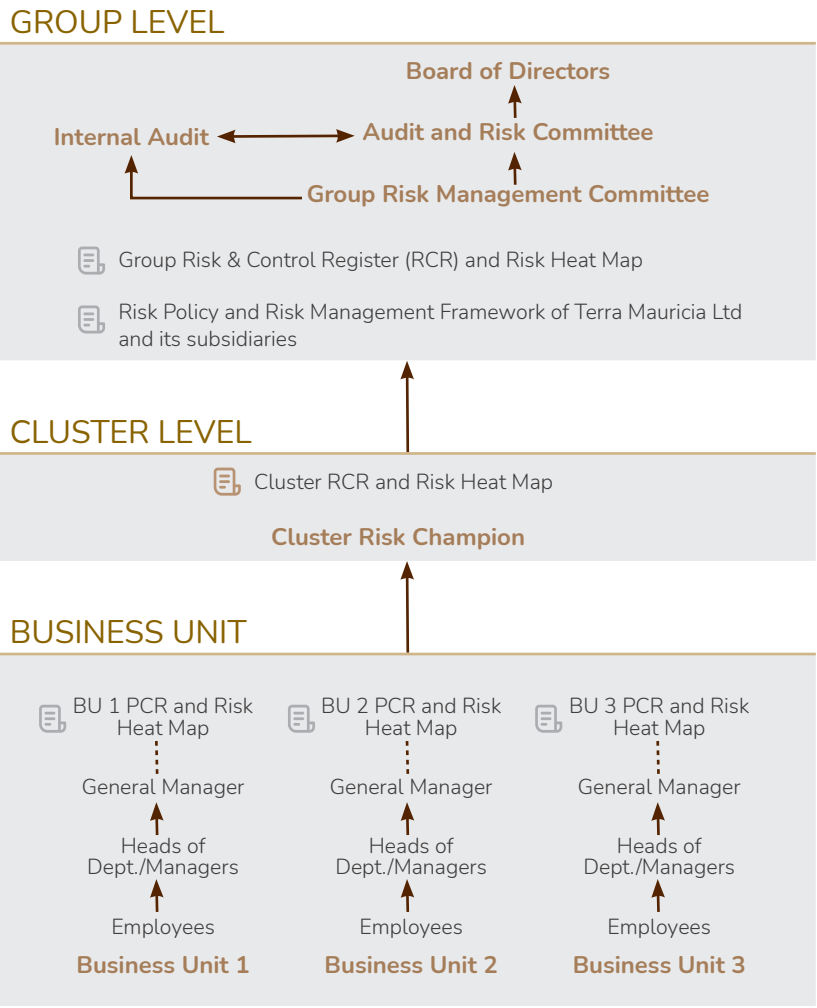 GROUP LEVEL
Board of Directors
Internal Audit
Audit and Risk Committee
Group Risk Management Committee
Group Risk & Control Register (RCR) and Risk Heat Map
Risk Policy and Risk Management Framework of Terra Mauricia Ltd
and its subsidiaries
CLUSTER LEVEL
Cluster RCR and Risk Heat Map
Cluster Risk Champion
BUSINESS UNIT
BU 1 PCR and Risk
Heat Map
General Manager
Heads of
Dept./Managers
Employees
Business Unit 1
BU 2 PCR and Risk
Heat Map
General Manager
Heads of
Dept./Managers
Employees
Business Unit 2
BU 3 PCR and Risk
Heat Map
General Manager
Heads of
Dept./Managers
Employees
Business Unit 3